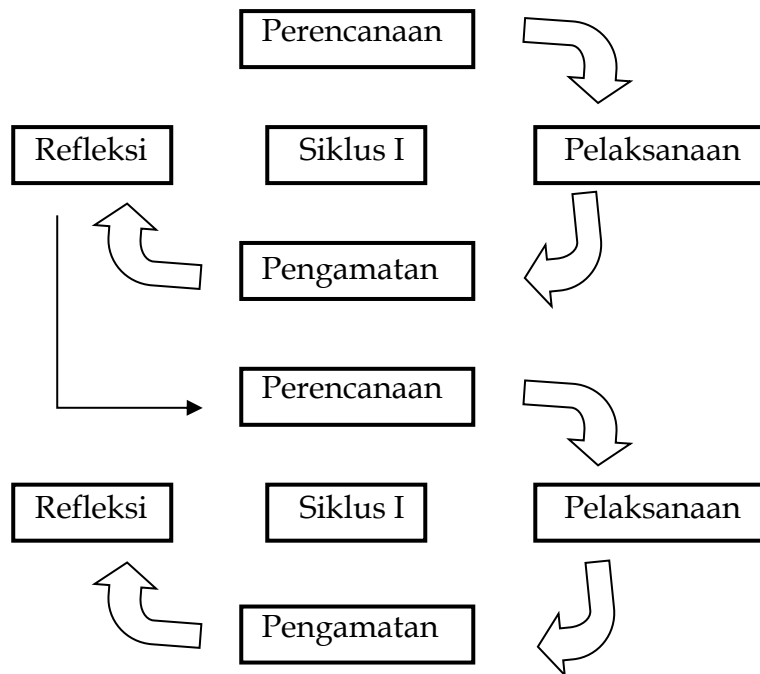 Perencanaan
Refleksi
Siklus I
Pelaksanaan
Pengamatan
Perencanaan
Refleksi
Siklus I
Pelaksanaan
Pengamatan